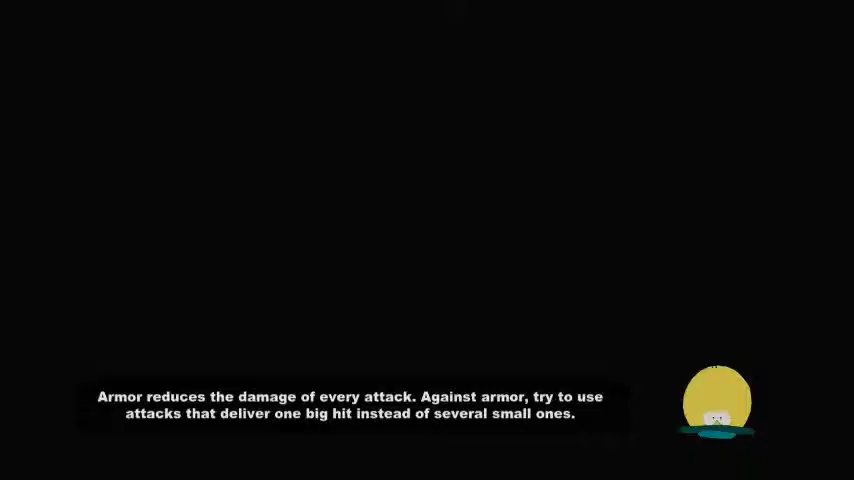 Armor reduces the damage of every attack. Against armor, try to use
attacks that deliver one big hit instead of several small ones.